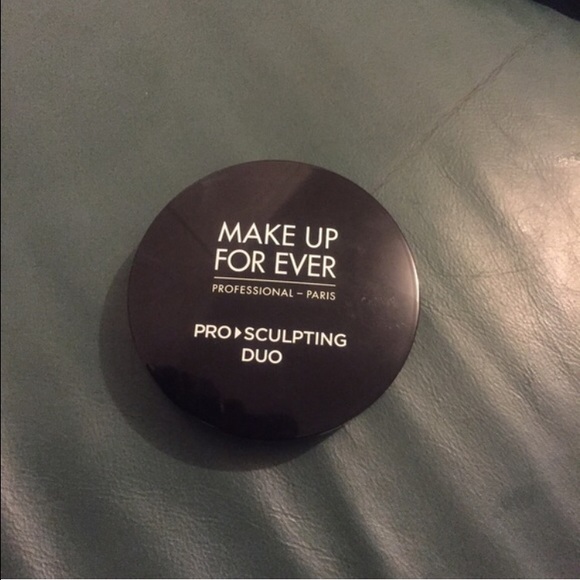 MAKE UP
FOR EVER
PROFESSIONAL – PARIS
PRO▸SCULPTING
DUO